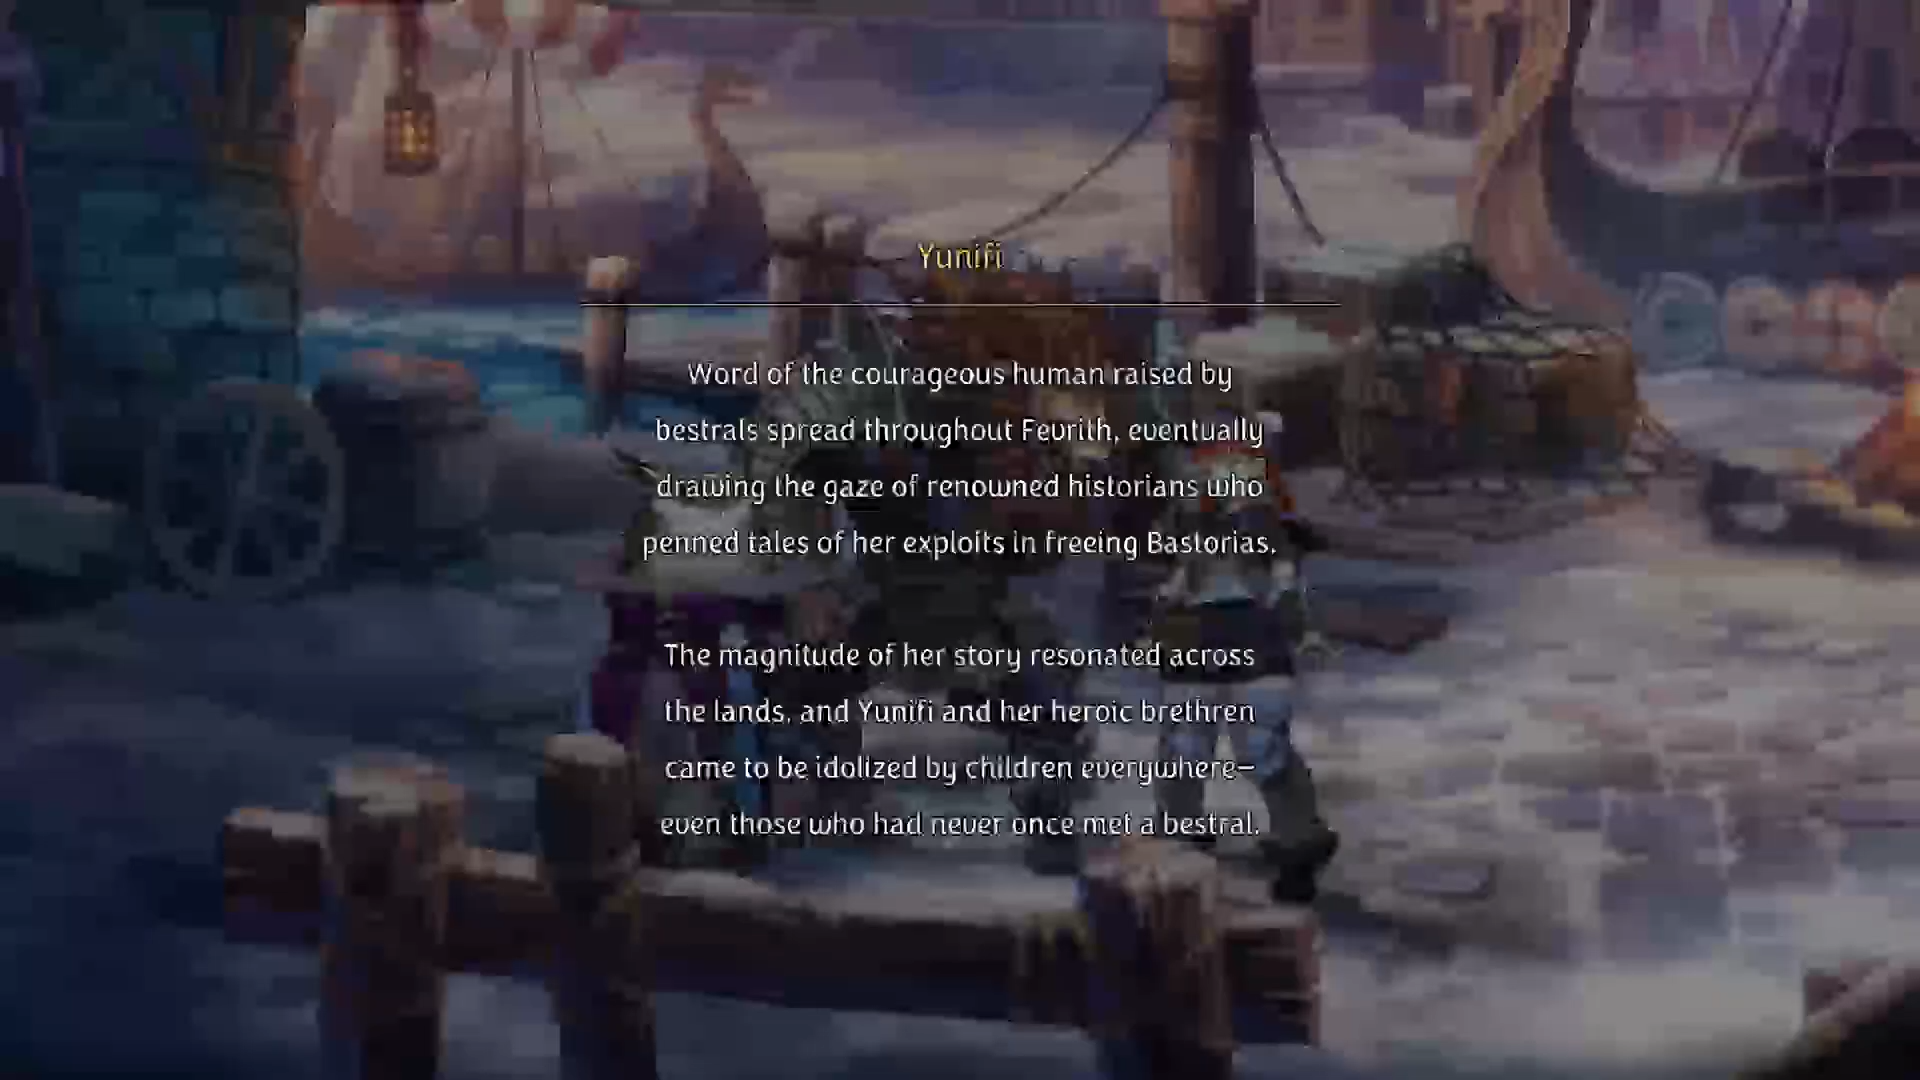 Yunifi
Word of the courageous human raised by
bestrals spread throughout Fevrith, eventually
drawing the gaze of renowned historians who
penned tales of her exploits in freeing Bastorias.
The magnitude of her story resonated across
the lands, and Yunifi and her heroic brethren
came to be idolized by children everywhere—
even those who had never once met a bestral.